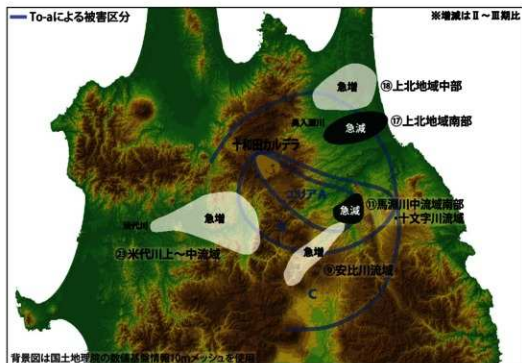 To-aによる被害区分
※増減はⅡ～Ⅲ期比
急増
⑱上北地域中部
奥入瀬川
⑰上北地域南部
急減
十和田カルデラ
エリアA
急減
⑪馬淵川中流域南部
・十文字川流域
米代川
急増
B
急増
㉓米代川上～中流域
⑨安比川流域
C
背景図は国土地理院の数値基盤情報10mメッシュを使用